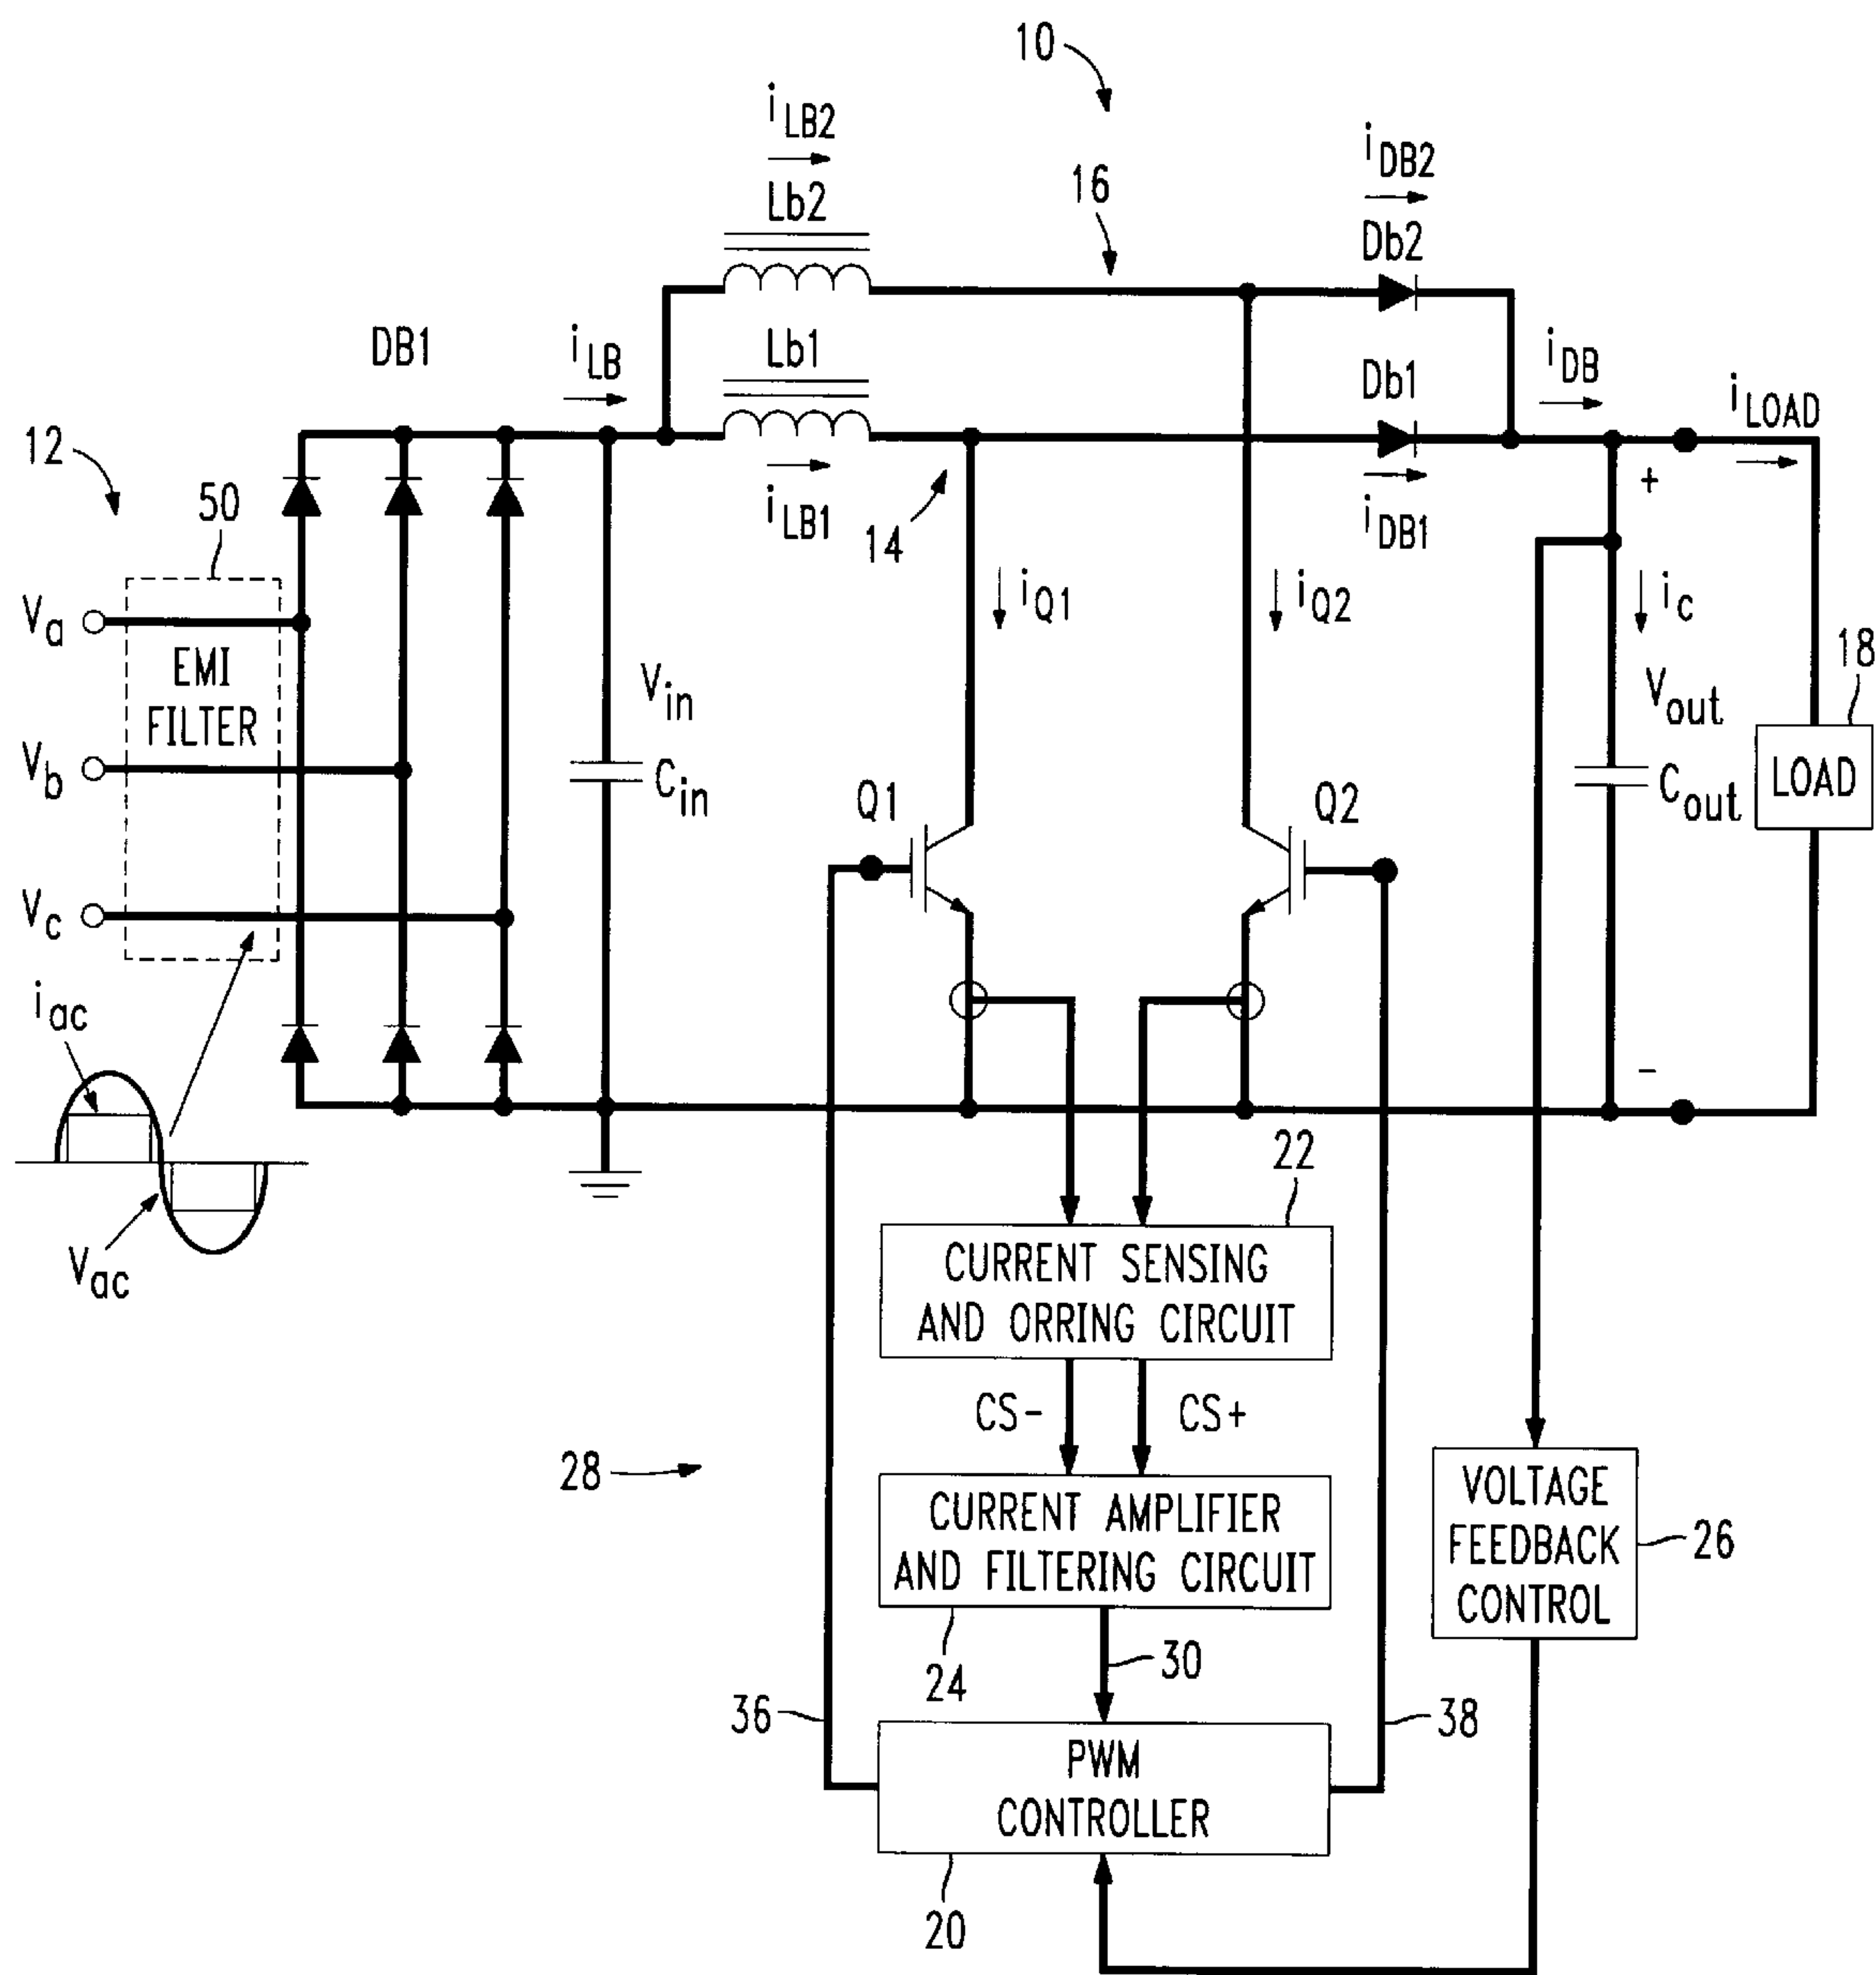 10
i_LB2
Lb2
16
i_DB2
Db2
DB1
i_LB
Lb1
i_LB1
14
Db1
i_DB1
i_DB
i_LOAD
12
50
V_a
EMI
FILTER
V_b
V_c
i_ac
V_ac
V_in
C_in
i_Q1
i_Q2
Q1
Q2
+
i_c
V_out
C_out
-
18
LOAD
22
CURRENT SENSING
AND ORRING CIRCUIT
CS-
CS+
28
CURRENT AMPLIFIER
AND FILTERING CIRCUIT
24
30
VOLTAGE
FEEDBACK
CONTROL
26
36
38
PWM
CONTROLLER
20